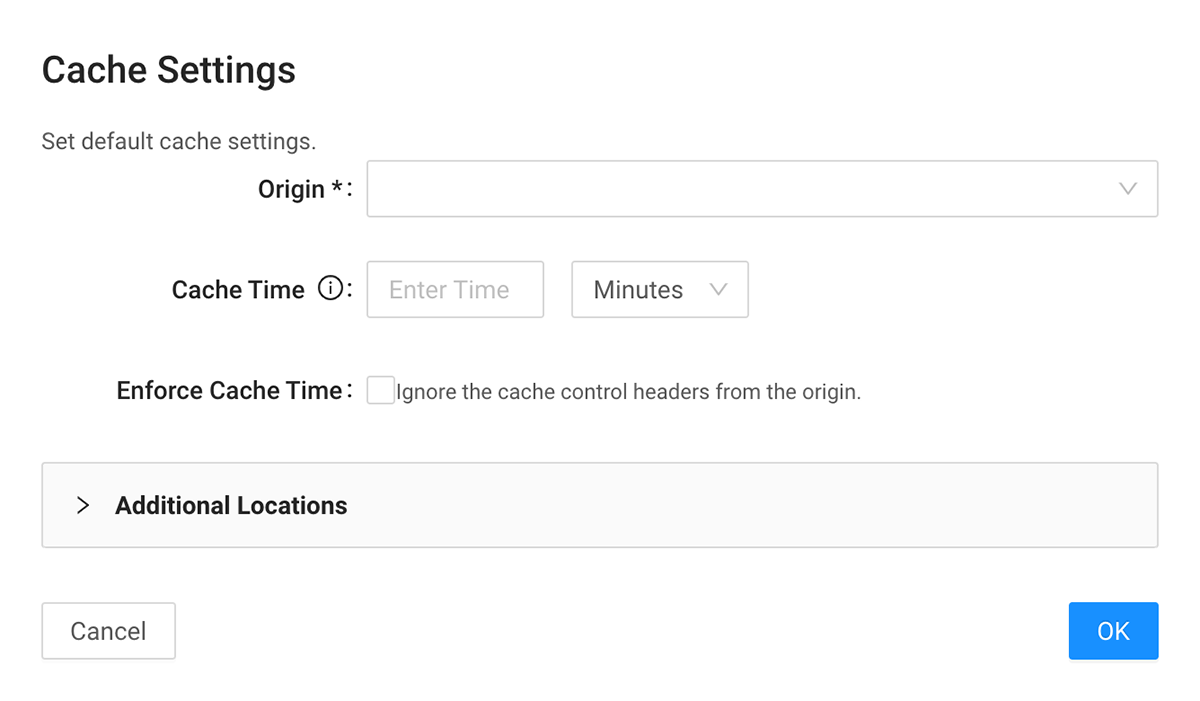 Cache Settings
Set default cache settings.
Origin *:
Cache Time ⓘ: Enter Time Minutes
Enforce Cache Time: Ignore the cache control headers from the origin.
Additional Locations
Cancel OK